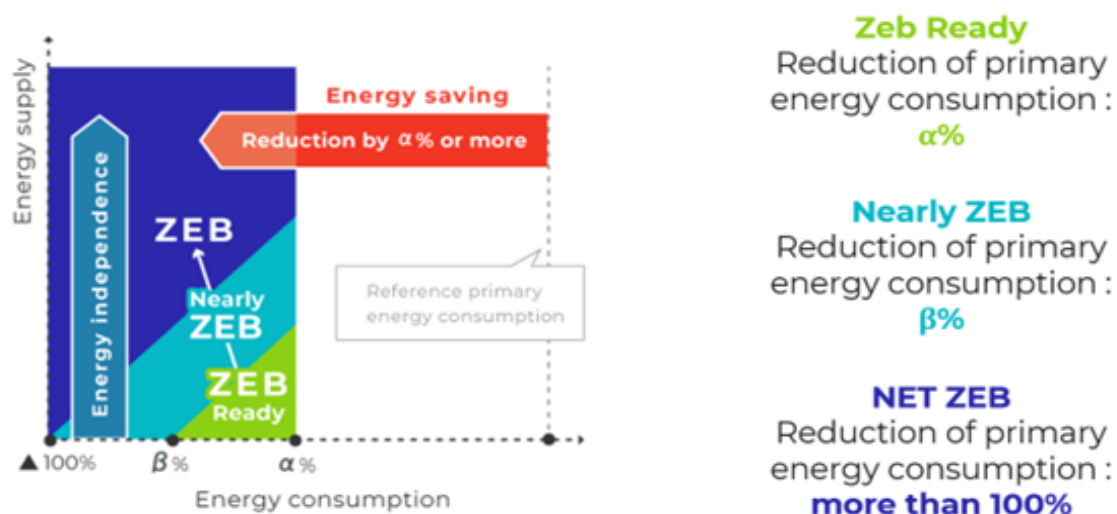 Energy supply
Energy independence
Energy saving
Reduction by α% or more
ZEB
Nearly
ZEB
ZEB
Ready
Reference primary
energy consumption
▲100%
β%
α%
Energy consumption
Zeb Ready
Reduction of primary
energy consumption :
α%
Nearly ZEB
Reduction of primary
energy consumption :
β%
NET ZEB
Reduction of primary
energy consumption :
more than 100%